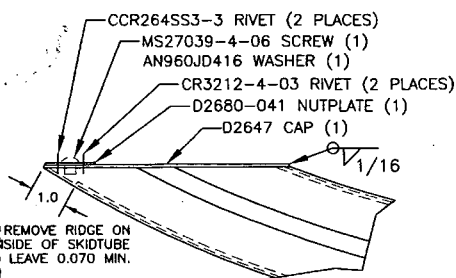 CCR264SS3-3 RIVET (2 PLACES)
MS27039-4-06 SCREW (1)
AN960JD416 WASHER (1)
CR3212-4-03 RIVET (2 PLACES)
D2680-041 NUTPLATE (1)
D2647 CAP (1)
1/16
1.0
REMOVE RIDGE ON
SIDE OF SKIDTUBE
LEAVE 0.070 MIN.